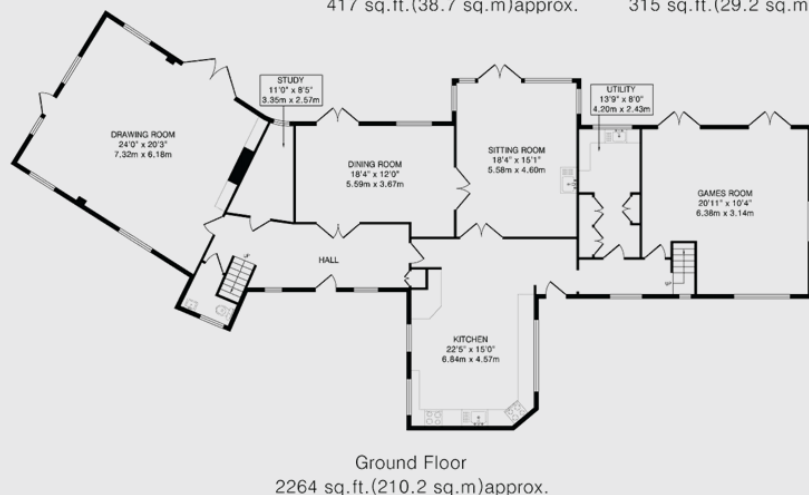 417 sq.ft.(38.7 sq.m)approx.
315 sq.ft.(29.2 sq.m
STUDY
11'0" x 8'5"
3.35m x 2.57m
UTILITY
13'9" x 8'0"
4.20m x 2.43m
DRAWING ROOM
24'0" x 20'3"
7.32m x 6.18m
DINING ROOM
18'4" x 12'0"
5.59m x 3.67m
SITTING ROOM
18'4" x 15'1"
5.58m x 4.60m
GAMES ROOM
20'11" x 10'4"
6.38m x 3.14m
HALL
KITCHEN
22'5" x 15'0"
6.84m x 4.57m
Ground Floor
2264 sq.ft.(210.2 sq.m)approx.